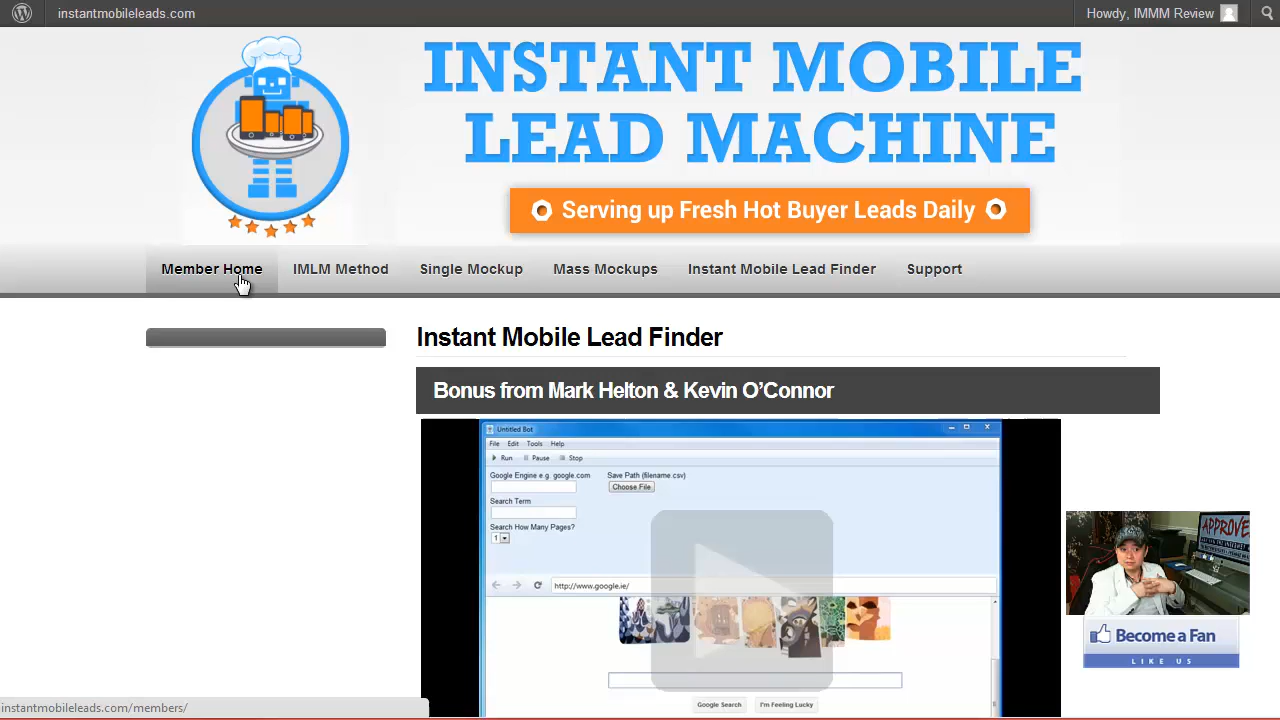 instantmobileleads.com
Howdy, IMMM Review
INSTANT MOBILE
LEAD MACHINE
Serving up Fresh Hot Buyer Leads Daily
Member Home
IMLM Method
Single Mockup
Mass Mockups
Instant Mobile Lead Finder
Support
Instant Mobile Lead Finder
Bonus from Mark Helton & Kevin O’Connor
Untitled Bot
File Edit Tools Help
Run Pause Stop
Google Engine e.g. google.com
Save Path (filename.csv)
Choose File
Search Term
Search How Many Pages?
1
http://www.google.ie/
Google Search
I'm Feeling Lucky
APPROVE
Become a Fan
LIKE US
instantmobileleads.com/members/